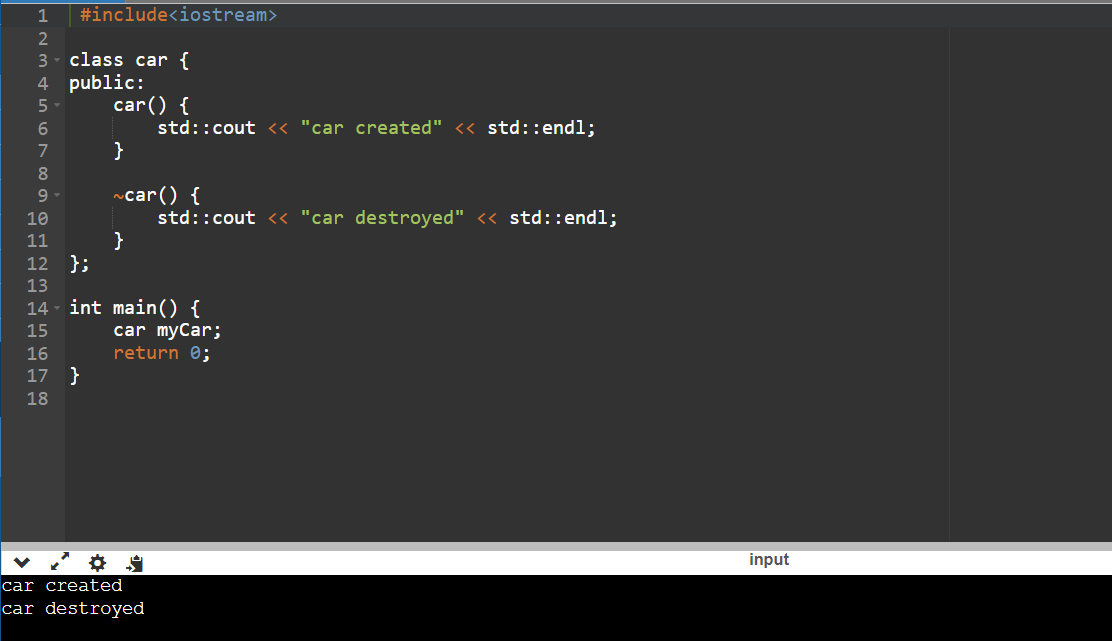 1 #include<iostream>
2
3 class car {
4 public:
5     car() {
6         std::cout << "car created" << std::endl;
7     }
8
9     ~car() {
10         std::cout << "car destroyed" << std::endl;
11     }
12 };
13
14 int main() {
15     car myCar;
16     return 0;
17 }
18
input
car created
car destroyed